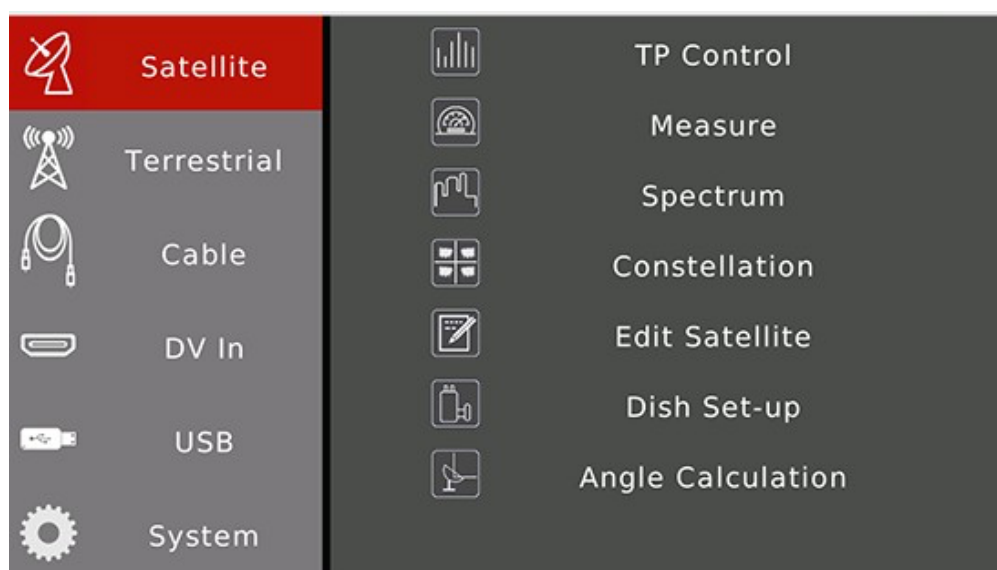 Satellite
Terrestrial
Cable
DV In
USB
System
TP Control
Measure
Spectrum
Constellation
Edit Satellite
Dish Set-up
Angle Calculation